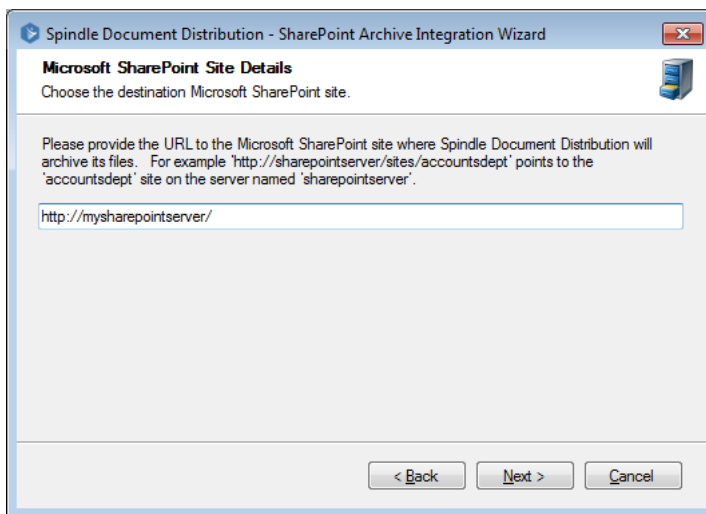 Spindle Document Distribution - SharePoint Archive Integration Wizard
Microsoft SharePoint Site Details
Choose the destination Microsoft SharePoint site.
Please provide the URL to the Microsoft SharePoint site where Spindle Document Distribution will
archive its files. For example 'http://sharepointserver/sites/accountsdept' points to the
'accountsdept' site on the server named 'sharepointserver'.
http://mysharepointserver/
< Back Next > Cancel